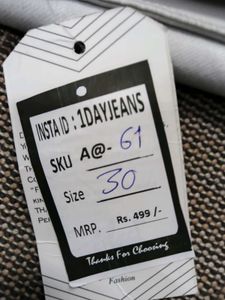 INSTA ID : 1DAYJEANS
SKU A@- 61
Size 30
MRP. Rs. 499 /-
Thanks For Choosing
Fashion